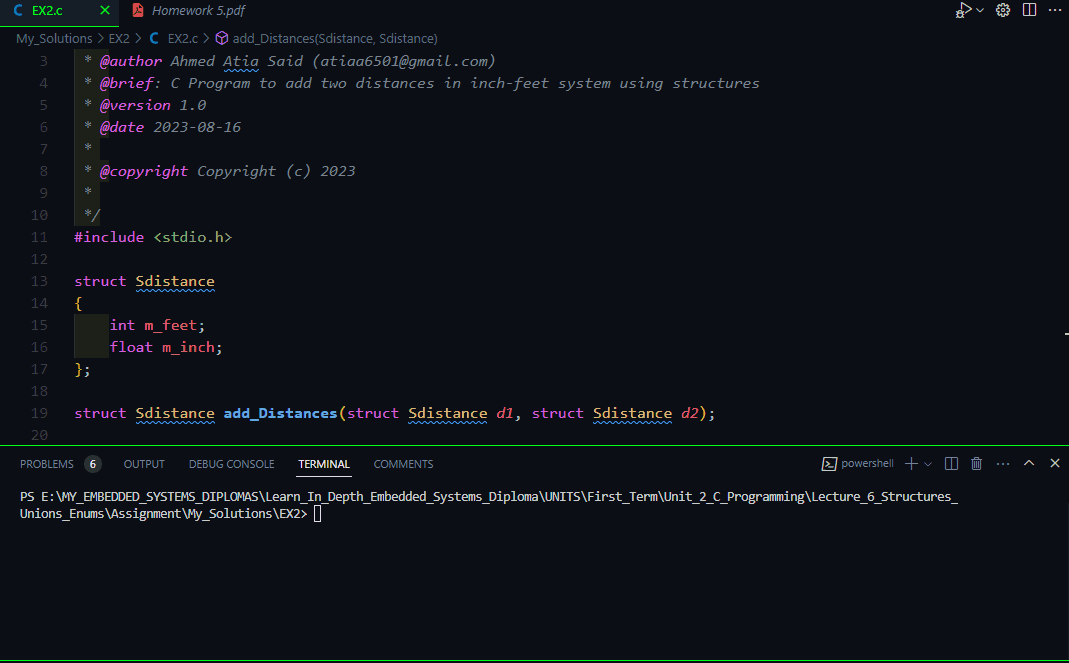 EX2.c
Homework 5.pdf
My_Solutions > EX2 > C EX2.c > add_Distances(Sdistance, Sdistance)
3 * @author Ahmed Atia Said (atiaa6501@gmail.com)
4 * @brief: C Program to add two distances in inch-feet system using structures
5 * @version 1.0
6 * @date 2023-08-16
7 *
8 * @copyright Copyright (c) 2023
9 *
10 */
11 #include <stdio.h>
12
13 struct Sdistance
14 {
15 int m_feet;
16 float m_inch;
17 };
18
19 struct Sdistance add_Distances(struct Sdistance d1, struct Sdistance d2);
20
PROBLEMS 6 OUTPUT DEBUG CONSOLE TERMINAL COMMENTS powershell
PS E:\MY_EMBEDDED_SYSTEMS_DIPLOMAS\Learn_In_Depth_Embedded_Systems_Diploma\UNITS\First_Term\Unit_2_C_Programming\Lecture_6_Structures_
Unions_Enums\Assignment\My_Solutions\EX2>